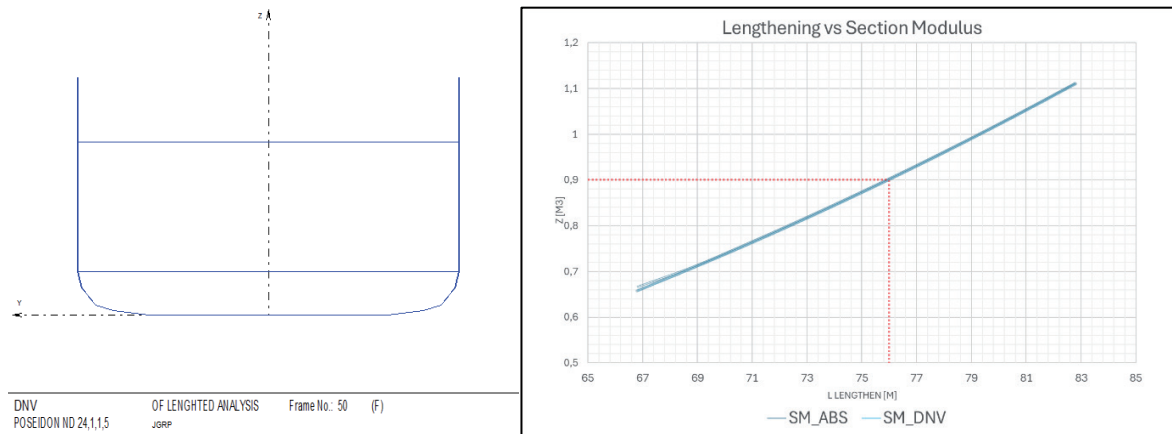 Z
Y
DNV OF LENGHTED ANALYSIS Frame No.: 50 (F)
POSEIDON ND 24,1,1,5 JGRP
Lengthening vs Section Modulus
1,2
1,1
1
0,9
0,8
0,7
0,6
0,5
Z [M3]
65 67 69 71 73 75 77 79 81 83 85
L LENGTHEN [M]
SM_ABS SM_DNV